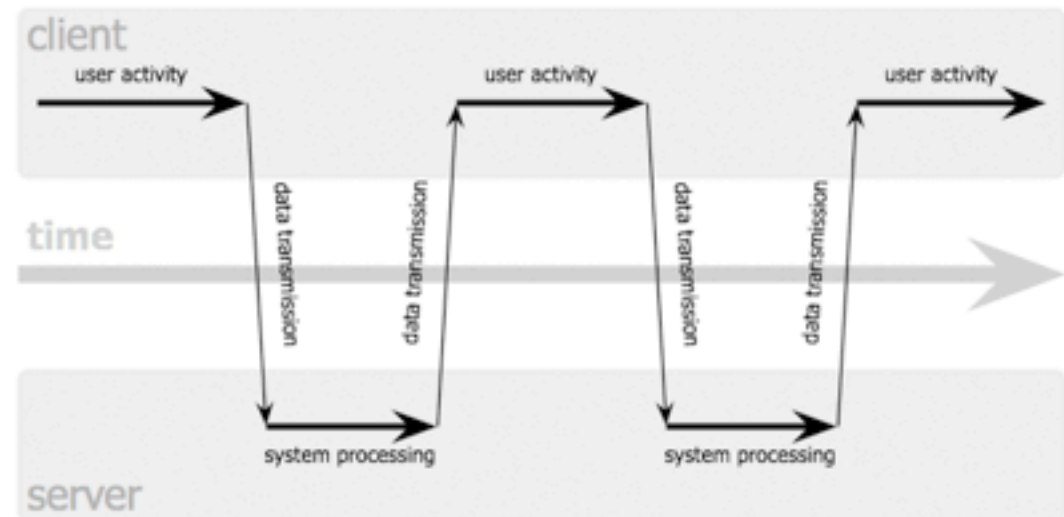 client
user activity
user activity
user activity
data transmission
data transmission
data transmission
data transmission
time
system processing
system processing
server